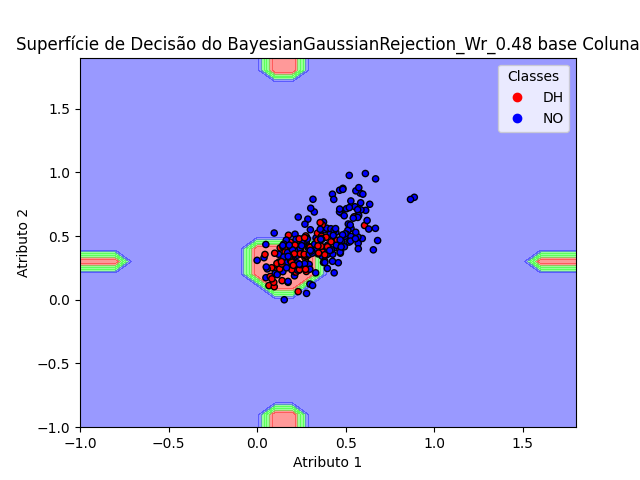 Superfície de Decisão do BayesianGaussianRejection_Wr_0.48 base Coluna
Classes
DH
NO
Atributo 2
1.5
1.0
0.5
0.0
−0.5
−1.0
−1.0
−0.5
0.0
0.5
1.0
1.5
Atributo 1